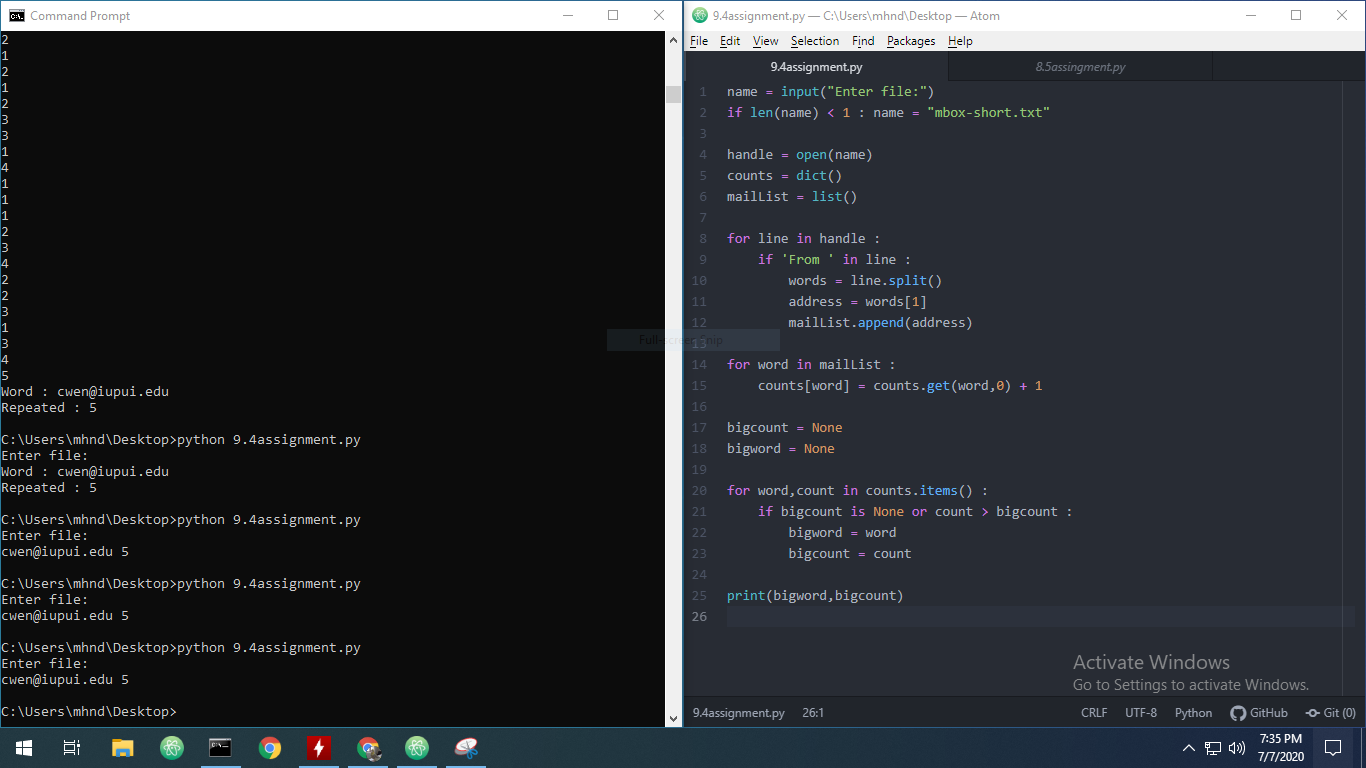 Command Prompt
2
1
2
1
2
3
3
1
4
1
1
1
2
3
4
2
2
3
1
3
4
5
Word : cwen@iupui.edu
Repeated : 5
C:\Users\mhnd\Desktop>python 9.4assignment.py
Enter file:
Word : cwen@iupui.edu
Repeated : 5
C:\Users\mhnd\Desktop>python 9.4assignment.py
Enter file:
cwen@iupui.edu 5
C:\Users\mhnd\Desktop>python 9.4assignment.py
Enter file:
cwen@iupui.edu 5
C:\Users\mhnd\Desktop>python 9.4assignment.py
Enter file:
cwen@iupui.edu 5
C:\Users\mhnd\Desktop>
9.4assignment.py — C:\Users\mhnd\Desktop — Atom
File Edit View Selection Find Packages Help
9.4assignment.py 8.5assingment.py
1 name = input("Enter file:")
2 if len(name) < 1 : name = "mbox-short.txt"
3
4 handle = open(name)
5 counts = dict()
6 mailList = list()
7
8 for line in handle :
9     if 'From ' in line :
10         words = line.split()
11         address = words[1]
12         mailList.append(address)
Full-screen Snip
13
14 for word in mailList :
15     counts[word] = counts.get(word,0) + 1
16
17 bigcount = None
18 bigword = None
19
20 for word,count in counts.items() :
21     if bigcount is None or count > bigcount :
22         bigword = word
23         bigcount = count
24
25 print(bigword,bigcount)
26
Activate Windows
Go to Settings to activate Windows.
9.4assignment.py 26:1 CRLF UTF-8 Python GitHub Git (0)
7:35 PM
7/7/2020